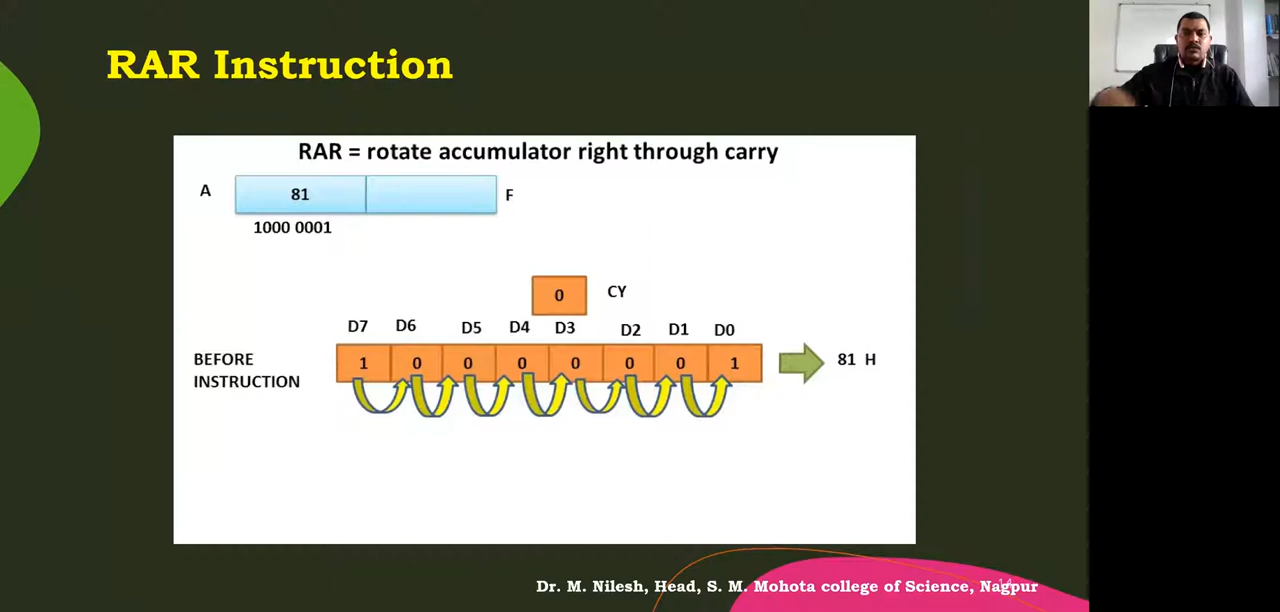 RAR Instruction
RAR = rotate accumulator right through carry
A 81 F
1000 0001
0 CY
D7 D6 D5 D4 D3 D2 D1 D0
BEFORE 1 0 0 0 0 0 0 1 81 H
INSTRUCTION
Dr. M. Nilesh, Head, S. M. Mohota college of Science, Nagpur